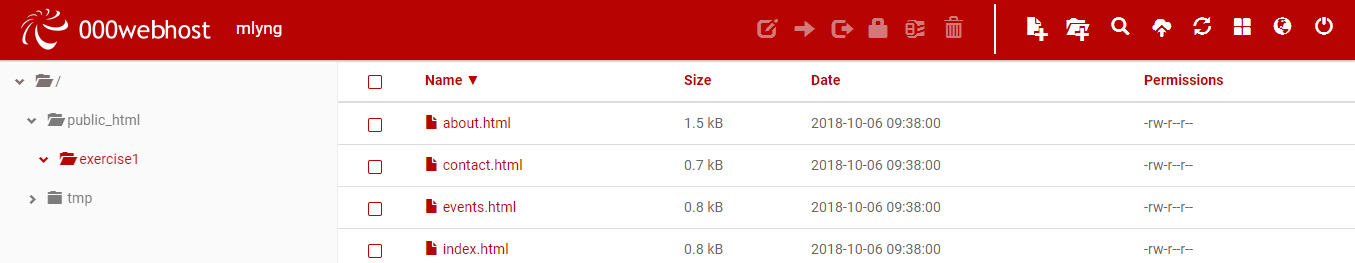 000webhost mlyng
/
public_html
exercise1
tmp
Name ▼ Size Date Permissions
about.html 1.5 kB 2018-10-06 09:38:00 -rw-r--r--
contact.html 0.7 kB 2018-10-06 09:38:00 -rw-r--r--
events.html 0.8 kB 2018-10-06 09:38:00 -rw-r--r--
index.html 0.8 kB 2018-10-06 09:38:00 -rw-r--r--